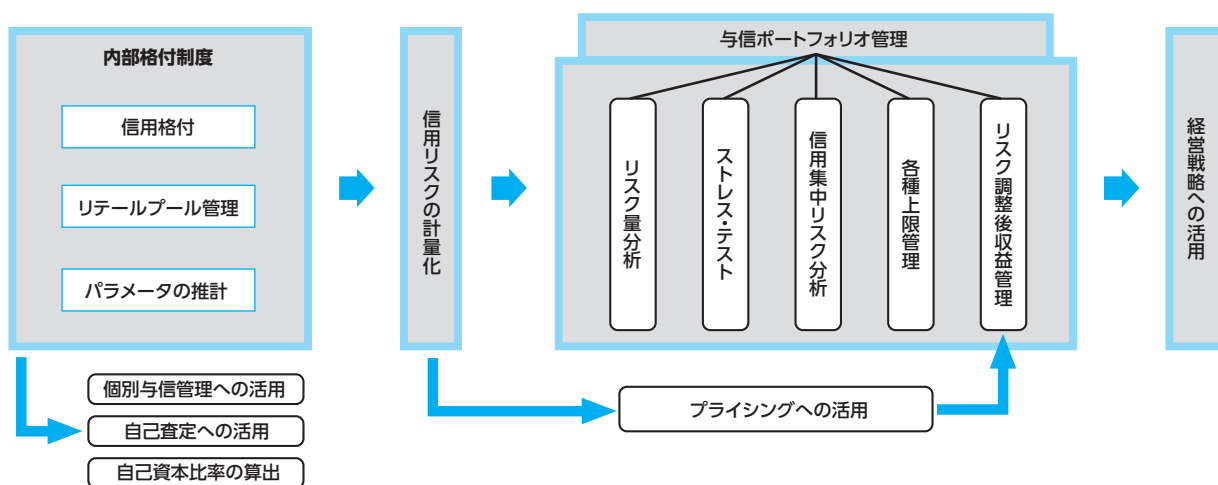 内部格付制度
信用格付
リテールプール管理
パラメータの推計
個別与信管理への活用
自己査定への活用
自己資本比率の算出
信用リスクの計量化
与信ポートフォリオ管理
リスク量分析
ストレス・テスト
信用集中リスク分析
各種上限管理
リスク調整後収益管理
プライシングへの活用
経営戦略への活用